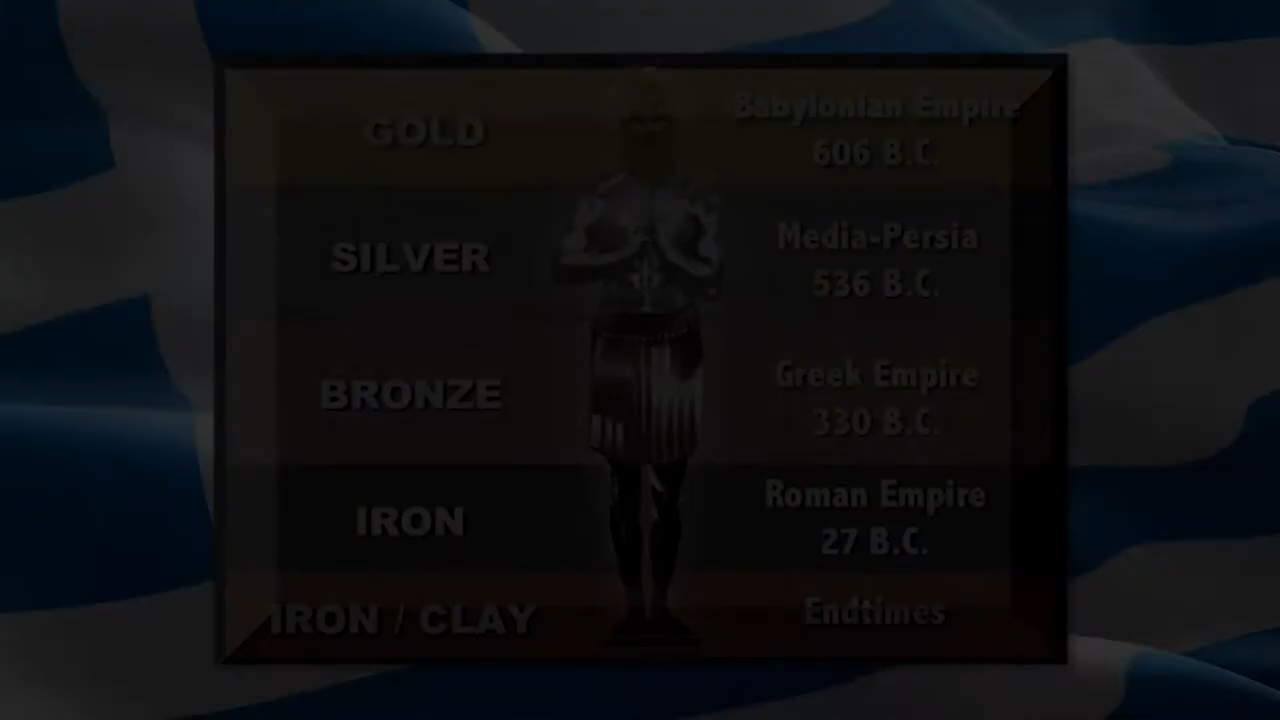 GOLD
Babylonian Empire
606 B.C.
SILVER
Media-Persia
536 B.C.
BRONZE
Greek Empire
330 B.C.
IRON
Roman Empire
27 B.C.
IRON / CLAY
Endtimes